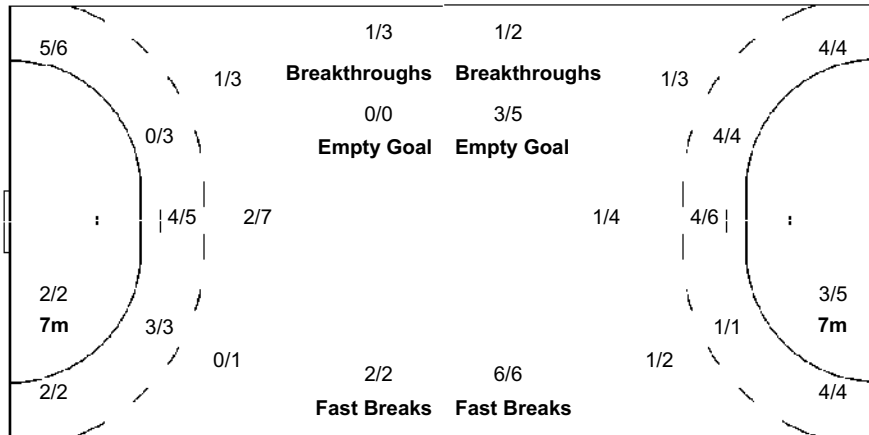 1/3 1/2
5/6 4/4
Breakthroughs Breakthroughs
1/3 1/3
0/0 3/5
0/3 4/4
Empty Goal Empty Goal
4/5 2/7 1/4 4/6
2/2 3/5
7m 7m
3/3 1/1
0/1 1/2
2/2 6/6
2/2 4/4
Fast Breaks Fast Breaks